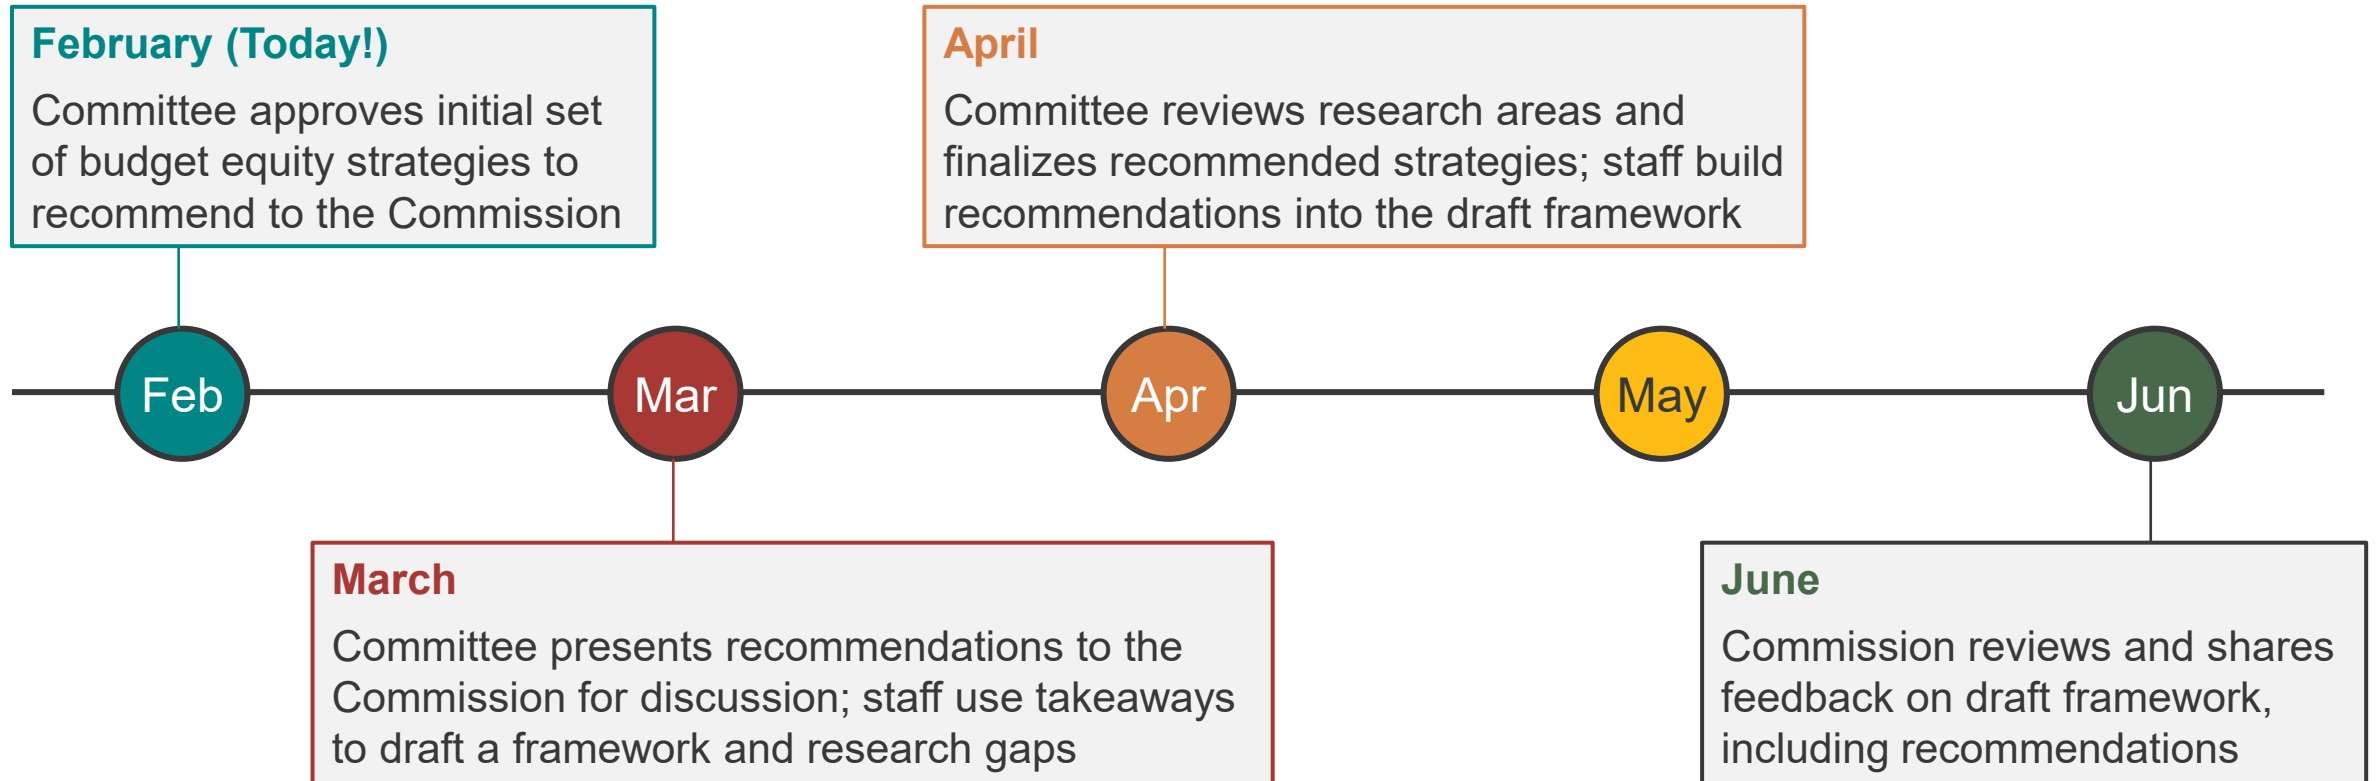 February (Today!)
Committee approves initial set
of budget equity strategies to
recommend to the Commission
April
Committee reviews research areas and
finalizes recommended strategies; staff build
recommendations into the draft framework
Feb
Mar
Apr
May
Jun
March
Committee presents recommendations to the
Commission for discussion; staff use takeaways
to draft a framework and research gaps
June
Commission reviews and shares
feedback on draft framework,
including recommendations